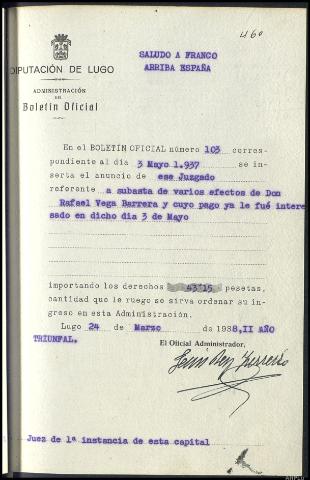 460
SALUDO A FRANCO
ARRIBA ESPAÑA
DIPUTACIÓN DE LUGO
ADMINISTRACIÓN
DEL
Boletín Oficial
En el BOLETÍN OFICIAL número 103 corres-
pondiente al día 3 Mayo 1.937 se in-
serta el anuncio de ese Juzgado
referente a subasta de varios efectos de Don
Rafael Vega Barrera y cuyo pago ya le fué intere
sado en dicho dia 3 de Mayo
importando los derechos 43'15 pesetas,
cantidad que le ruego se sirva ordenar su in-
greso en esta Administración.
Lugo 24 de Marzo de 1938,II AÑO
TRIUNFAL.
El Oficial Administrador,
Juez de 1ª instancia de esta capital